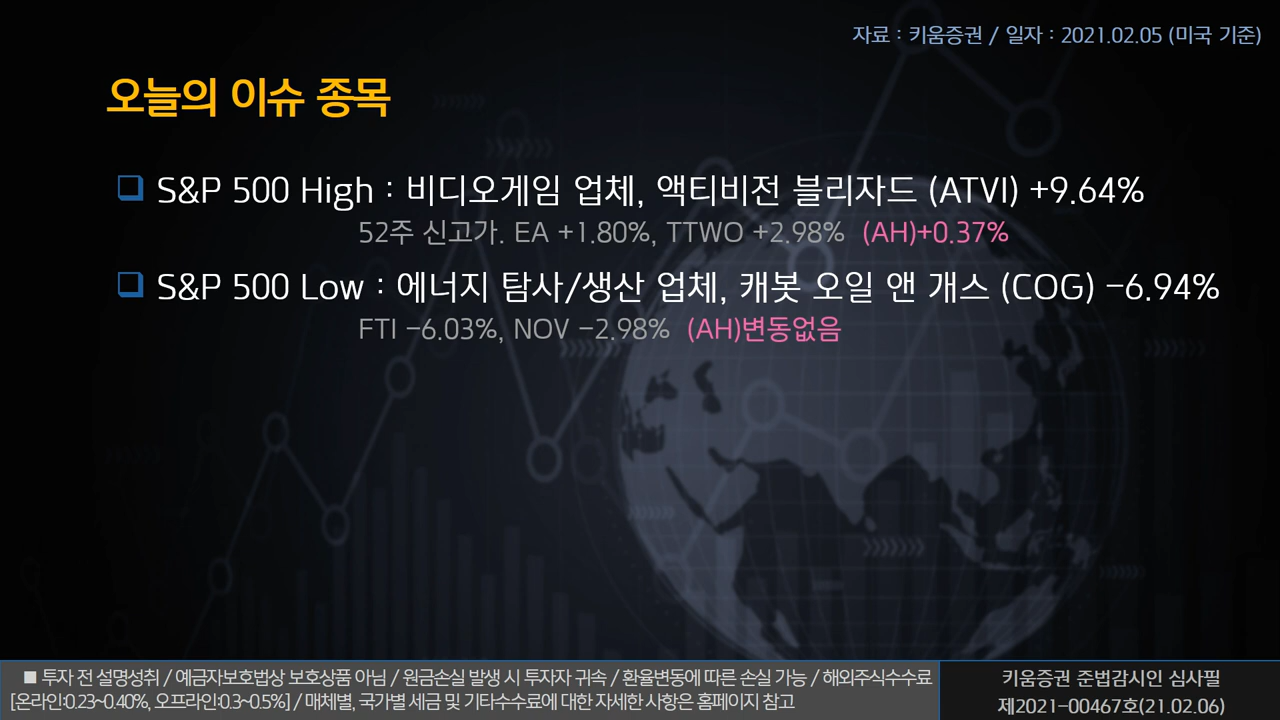 자료 : 키움증권 / 일자 : 2021.02.05 (미국 기준)
오늘의 이슈 종목
❑ S&P 500 High : 비디오게임 업체, 액티비전 블리자드 (ATVI) +9.64%
52주 신고가. EA +1.80%, TTWO +2.98% (AH)+0.37%
❑ S&P 500 Low : 에너지 탐사/생산 업체, 캐봇 오일 앤 개스 (COG) -6.94%
FTI -6.03%, NOV -2.98% (AH)변동없음
■ 투자 전 설명성취 / 예금자보호법상 보호상품 아님 / 원금손실 발생 시 투자자 귀속 / 환율변동에 따른 손실 가능 / 해외주식수수료
[온라인:0.23~0.40%, 오프라인:0.3~0.5%] / 매체별, 국가별 세금 및 기타수수료에 대한 자세한 사항은 홈페이지 참고
키움증권 준법감시인 심사필
제2021-00467호(21.02.06)